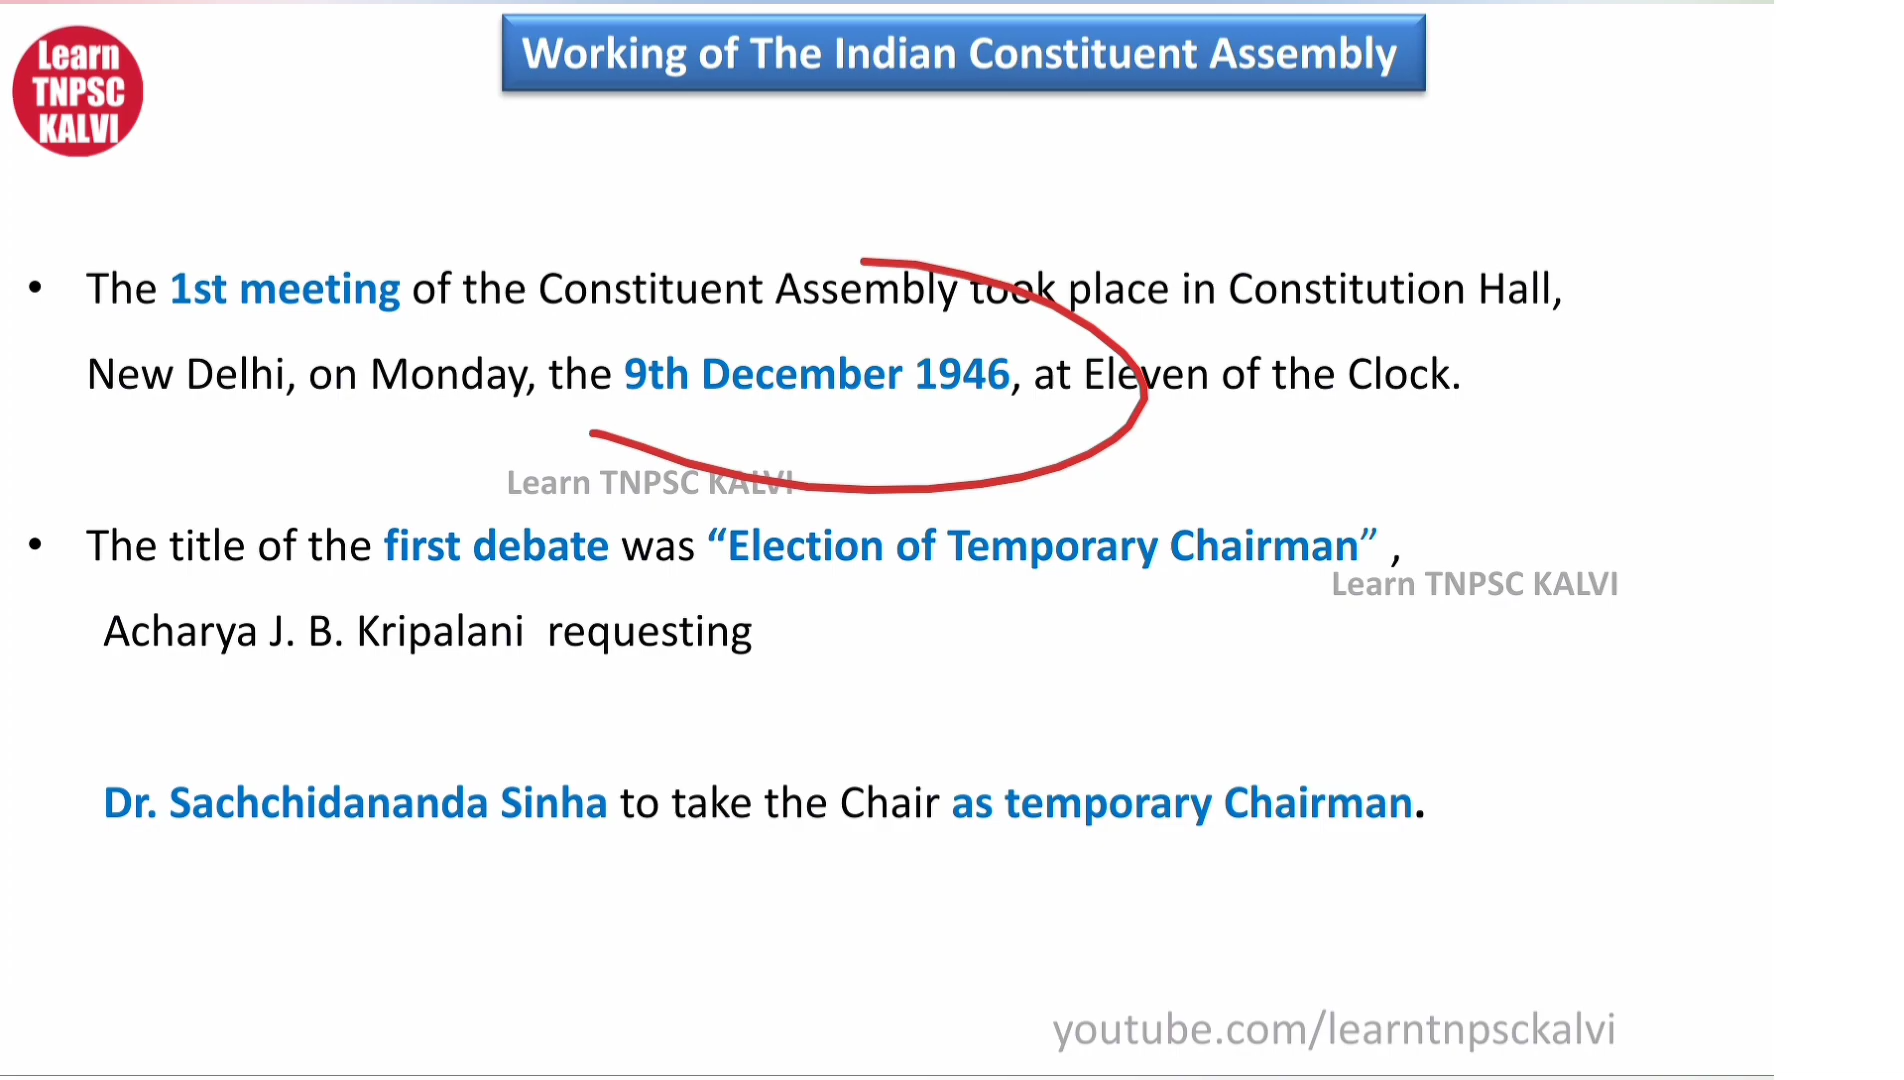 Learn
TNPSC
KALVI
Working of The Indian Constituent Assembly
• The 1st meeting of the Constituent Assembly took place in Constitution Hall,
New Delhi, on Monday, the 9th December 1946, at Eleven of the Clock.
Learn TNPSC KALVI
• The title of the first debate was “Election of Temporary Chairman” ,
Learn TNPSC KALVI
Acharya J. B. Kripalani requesting
Dr. Sachchidananda Sinha to take the Chair as temporary Chairman.
youtube.com/learntnpsckalvi